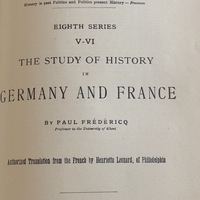 History is past Politics and Politics present History — Freeman
EIGHTH SERIES
V-VI
THE STUDY OF HISTORY
IN
GERMANY AND FRANCE
BY PAUL FRÉDÉRICQ
Professor in the University of Ghent
Authorized Translation from the French by Henrietta Leonard, of Philadelphia